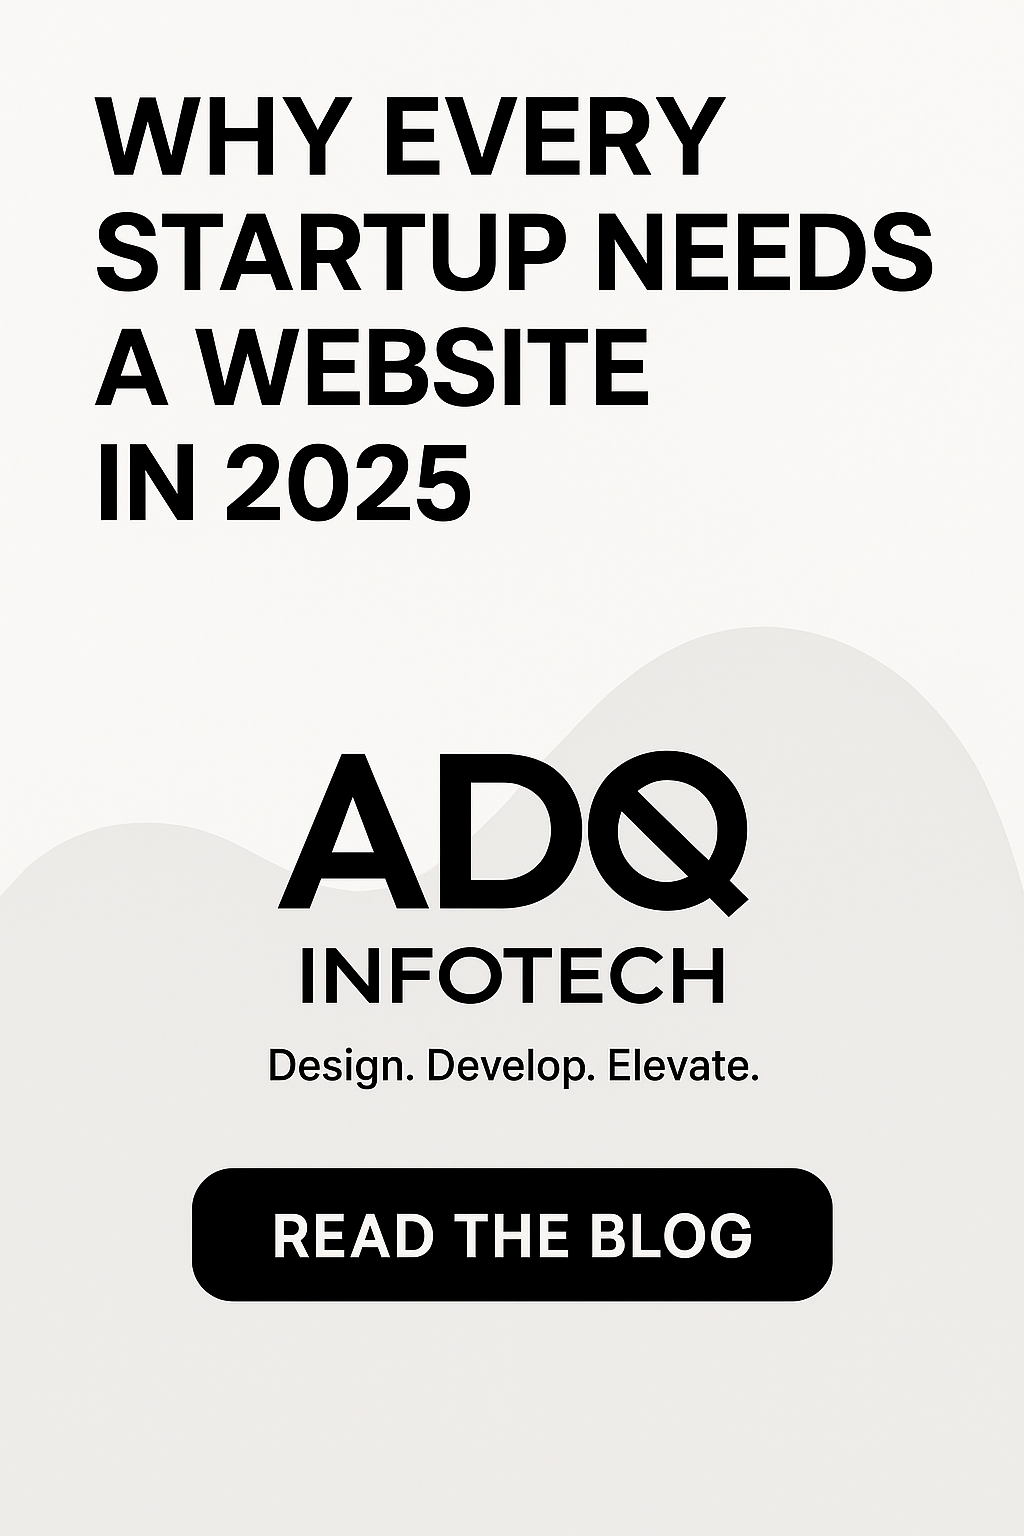 WHY EVERY
STARTUP NEEDS
A WEBSITE
IN 2025
ADQ
INFOTECH
Design. Develop. Elevate.
READ THE BLOG